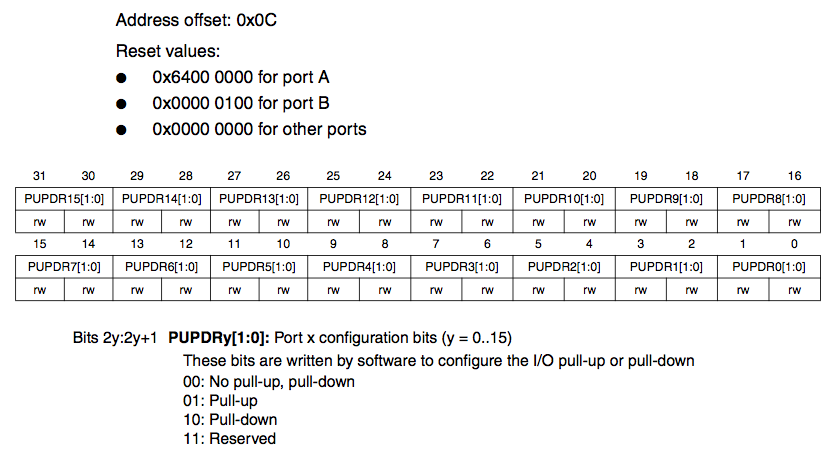 Address offset: 0x0C
Reset values:
● 0x6400 0000 for port A
● 0x0000 0100 for port B
● 0x0000 0000 for other ports
31 30 29 28 27 26 25 24 23 22 21 20 19 18 17 16
PUPDR15[1:0] PUPDR14[1:0] PUPDR13[1:0] PUPDR12[1:0] PUPDR11[1:0] PUPDR10[1:0] PUPDR9[1:0] PUPDR8[1:0]
rw rw rw rw rw rw rw rw rw rw rw rw rw rw rw rw
15 14 13 12 11 10 9 8 7 6 5 4 3 2 1 0
PUPDR7[1:0] PUPDR6[1:0] PUPDR5[1:0] PUPDR4[1:0] PUPDR3[1:0] PUPDR2[1:0] PUPDR1[1:0] PUPDR0[1:0]
rw rw rw rw rw rw rw rw rw rw rw rw rw rw rw rw
Bits 2y:2y+1 PUPDRy[1:0]: Port x configuration bits (y = 0..15)
These bits are written by software to configure the I/O pull-up or pull-down
00: No pull-up, pull-down
01: Pull-up
10: Pull-down
11: Reserved